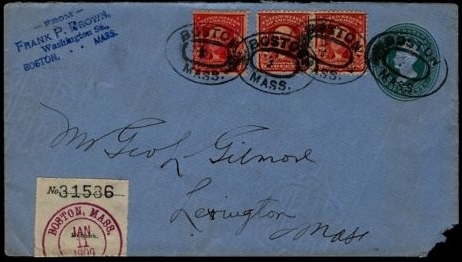 FROM
FRANK P. BROWN,
Washington St.,
BOSTON, - - MASS.
BOSTON,
MASS.
BOSTON
MASS.
BOSTON,
MASS.
BOSTON
MASS.
Mr Geo L Gilmore
Lexington
Mass
No 31536
BOSTON, MASS.
JAN
11
1909